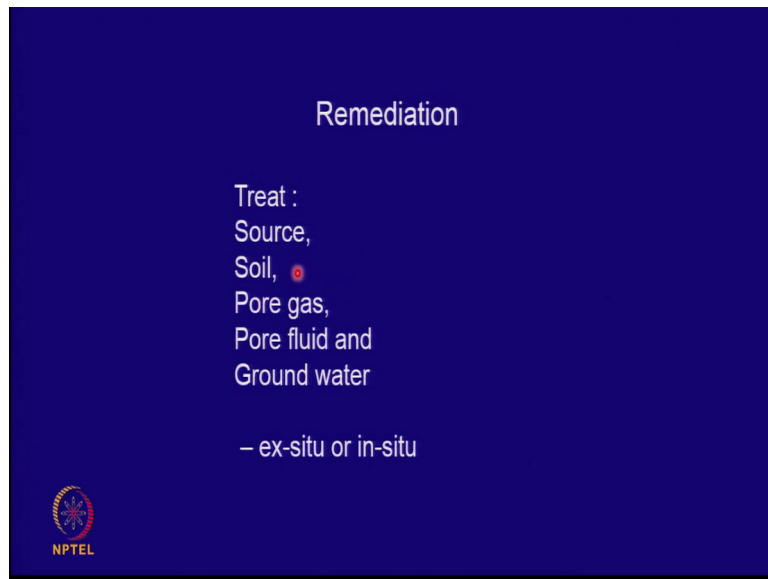 Remediation
Treat :
Source,
Soil,
Pore gas,
Pore fluid and
Ground water
– ex-situ or in-situ
NPTEL